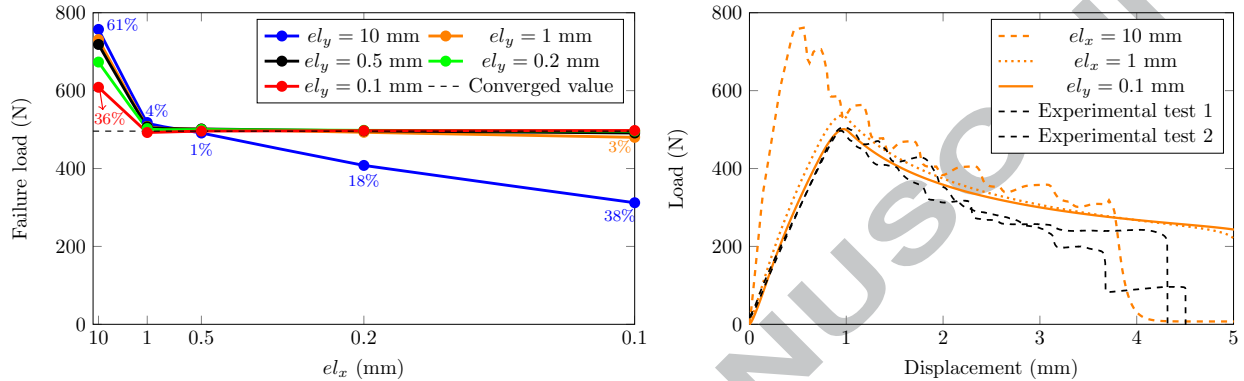 800
600
400
200
0
Failure load (N)
61%
36%
4%
1%
18%
38%
3%
el_y = 10 mm
el_y = 1 mm
el_y = 0.5 mm
el_y = 0.2 mm
el_y = 0.1 mm
Converged value
10 1 0.5 0.2 0.1
el_x (mm)
800
600
400
200
0
Load (N)
el_x = 10 mm
el_x = 1 mm
el_y = 0.1 mm
Experimental test 1
Experimental test 2
0 1 2 3 4 5
Displacement (mm)
NUSC